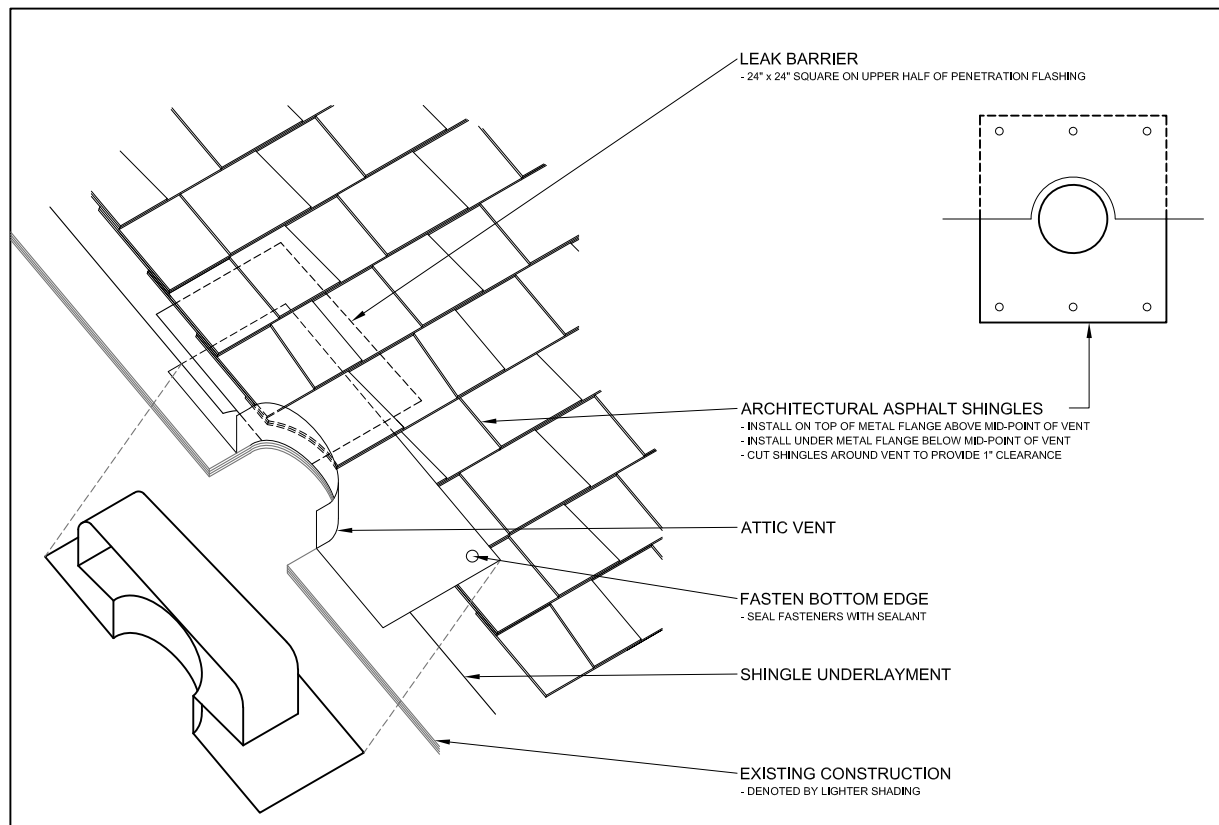 LEAK BARRIER
- 24" x 24" SQUARE ON UPPER HALF OF PENETRATION FLASHING
ARCHITECTURAL ASPHALT SHINGLES
- INSTALL ON TOP OF METAL FLANGE ABOVE MID-POINT OF VENT
- INSTALL UNDER METAL FLANGE BELOW MID-POINT OF VENT
- CUT SHINGLES AROUND VENT TO PROVIDE 1" CLEARANCE
ATTIC VENT
FASTEN BOTTOM EDGE
- SEAL FASTENERS WITH SEALANT
SHINGLE UNDERLAYMENT
EXISTING CONSTRUCTION
- DENOTED BY LIGHTER SHADING